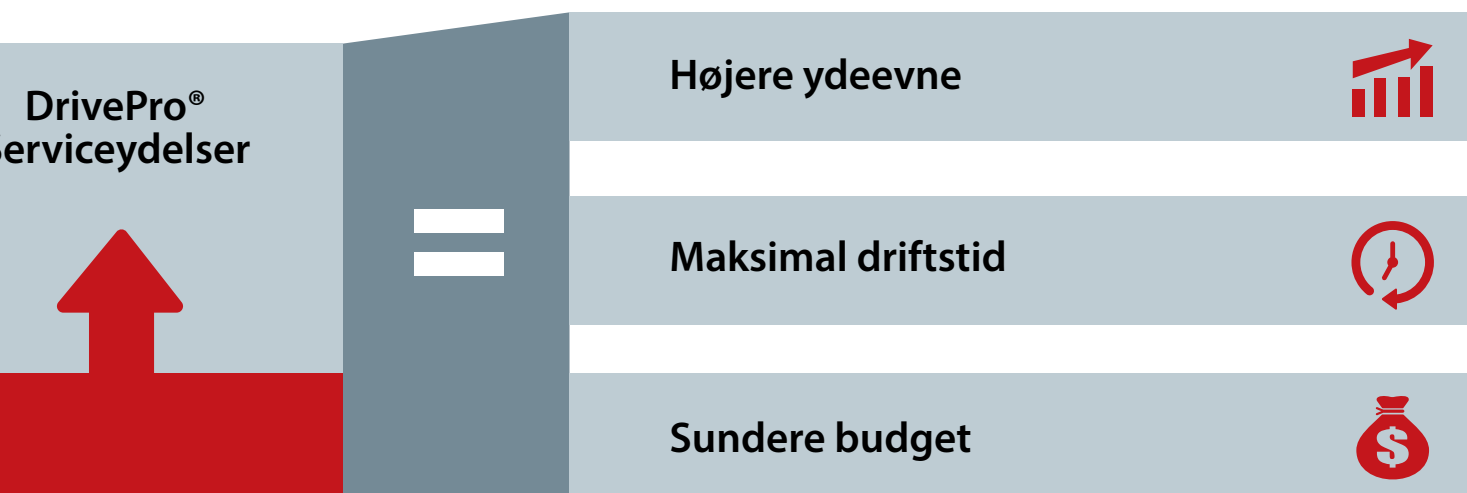 DrivePro®
Serviceydelser
Højere ydeevne
Maksimal driftstid
Sundere budget